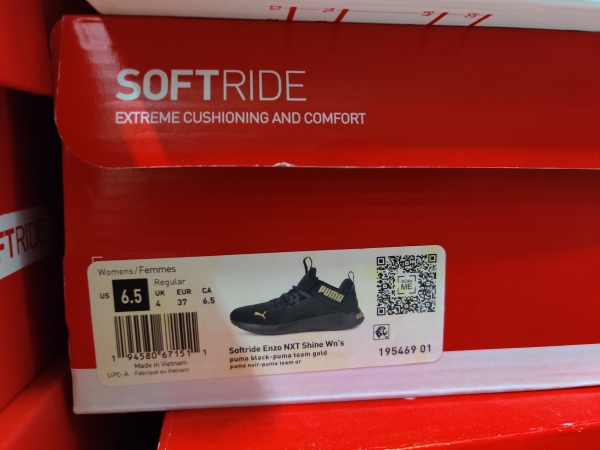 SOFTRIDE
EXTREME CUSHIONING AND COMFORT
FTRIDE
Womens/Femmes
Regular
US 6.5 UK 4 EUR 37 CA 6.5
PUMA
SCAN ME
1 94580 67151 1
UPC-A
Made in Vietnam
Fabriqué au Vietnam
Softride Enzo NXT Shine Wn's
puma black-puma team gold
puma noir-puma team or
195469 01